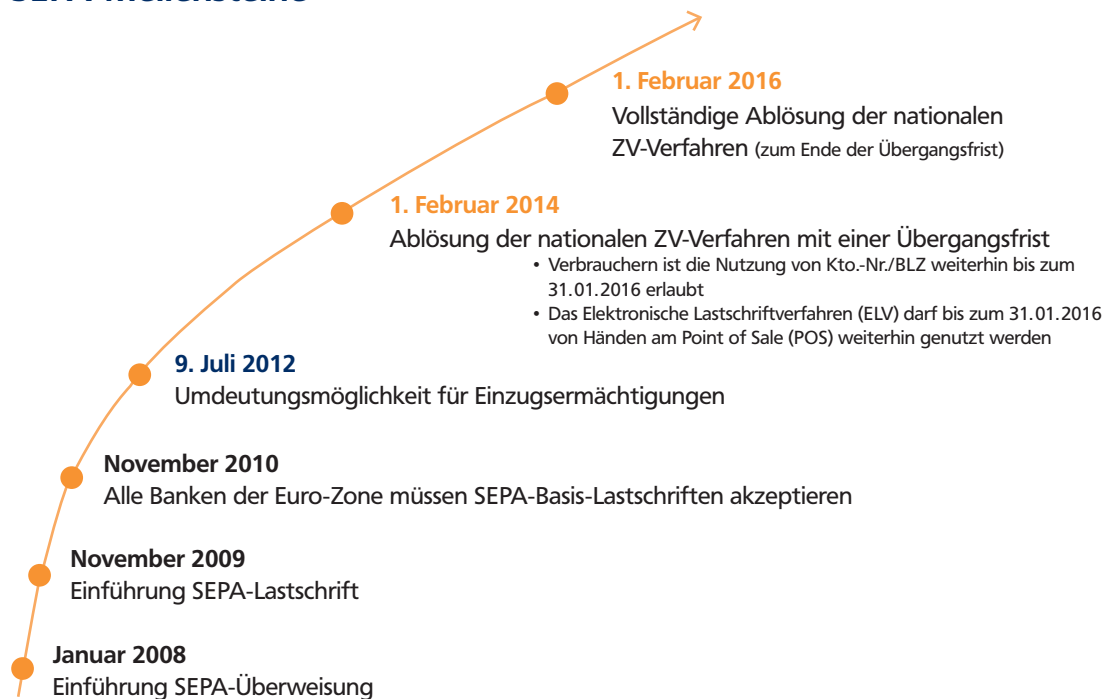 1. Februar 2016
Vollständige Ablösung der nationalen
ZV-Verfahren (zum Ende der Übergangsfrist)
1. Februar 2014
Ablösung der nationalen ZV-Verfahren mit einer Übergangsfrist
• Verbrauchern ist die Nutzung von Kto.-Nr./BLZ weiterhin bis zum
31.01.2016 erlaubt
• Das Elektronische Lastschriftverfahren (ELV) darf bis zum 31.01.2016
von Händen am Point of Sale (POS) weiterhin genutzt werden
9. Juli 2012
Umdeutungsmöglichkeit für Einzugsermächtigungen
November 2010
Alle Banken der Euro-Zone müssen SEPA-Basis-Lastschriften akzeptieren
November 2009
Einführung SEPA-Lastschrift
Januar 2008
Einführung SEPA-Überweisung